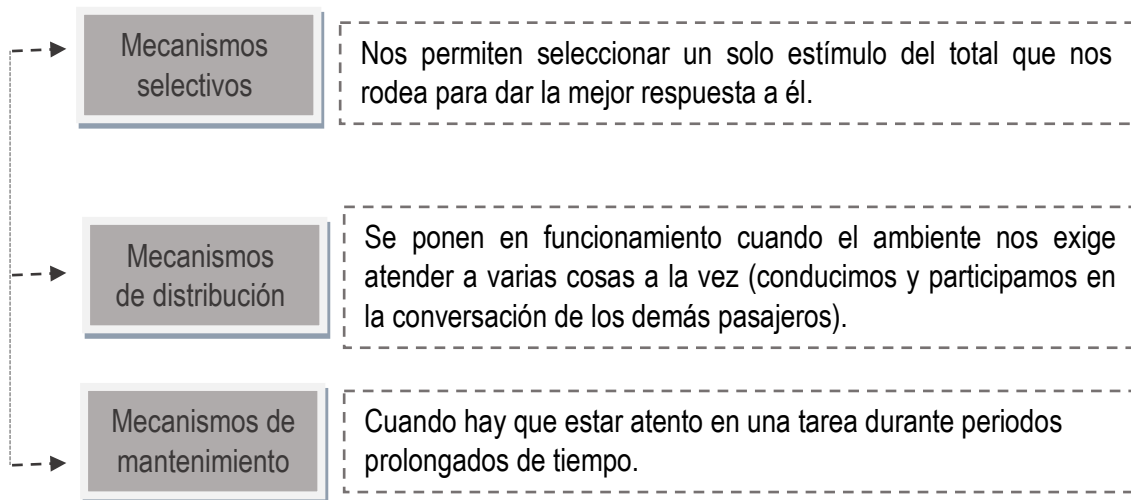 Mecanismos
selectivos
Nos permiten seleccionar un solo estímulo del total que nos
rodea para dar la mejor respuesta a él.
Mecanismos
de distribución
Se ponen en funcionamiento cuando el ambiente nos exige
atender a varias cosas a la vez (conducimos y participamos en
la conversación de los demás pasajeros).
Mecanismos de
mantenimiento
Cuando hay que estar atento en una tarea durante periodos
prolongados de tiempo.